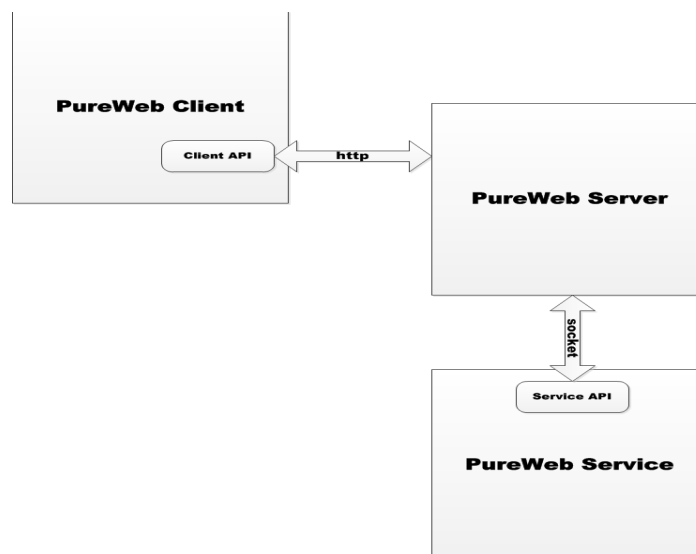 PureWeb Client
Client API
http
PureWeb Server
socket
Service API
PureWeb Service